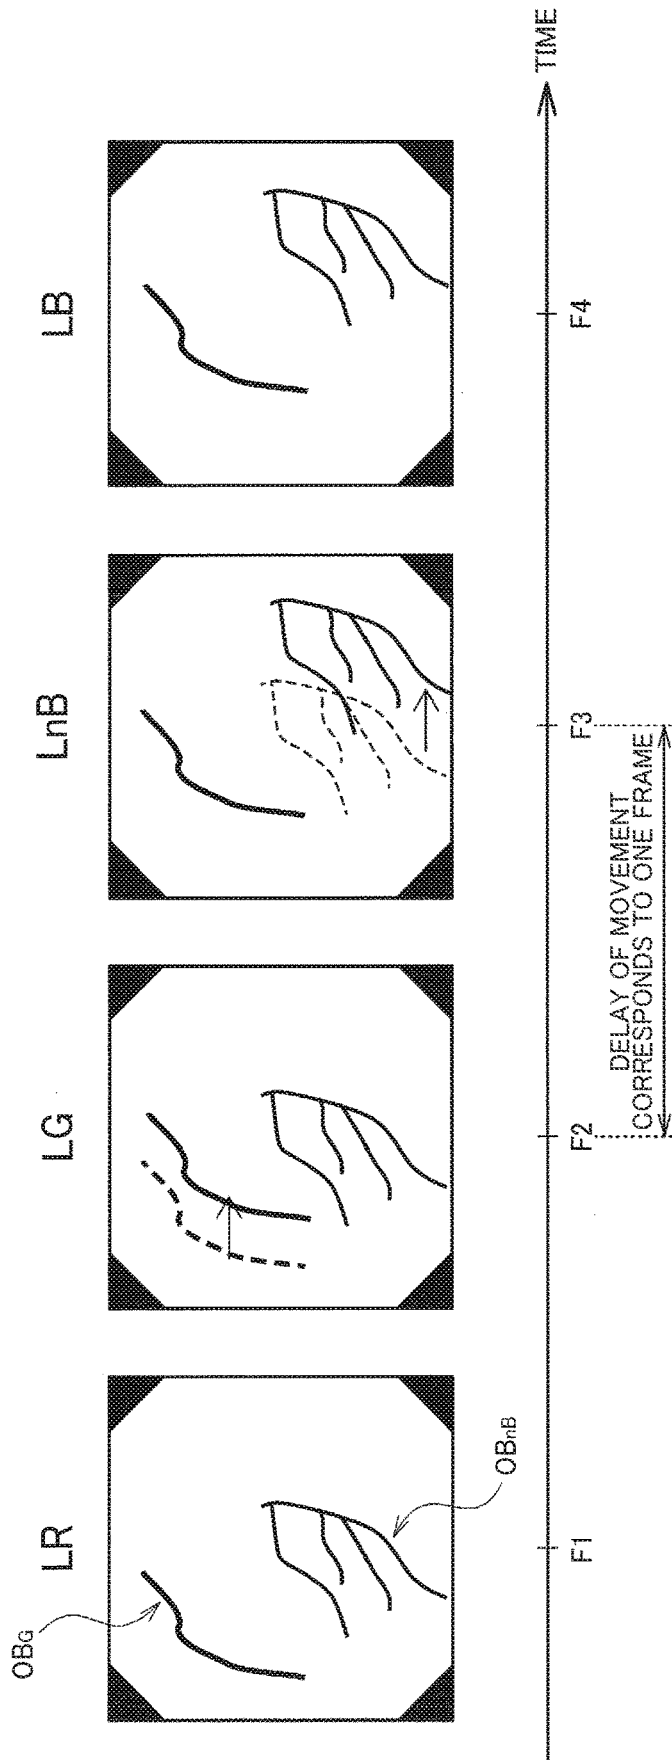 LR
LG
LnB
LB
OBG
OBnB
F1
F2
F3
F4
TIME
DELAY OF MOVEMENT
CORRESPONDS TO ONE FRAME